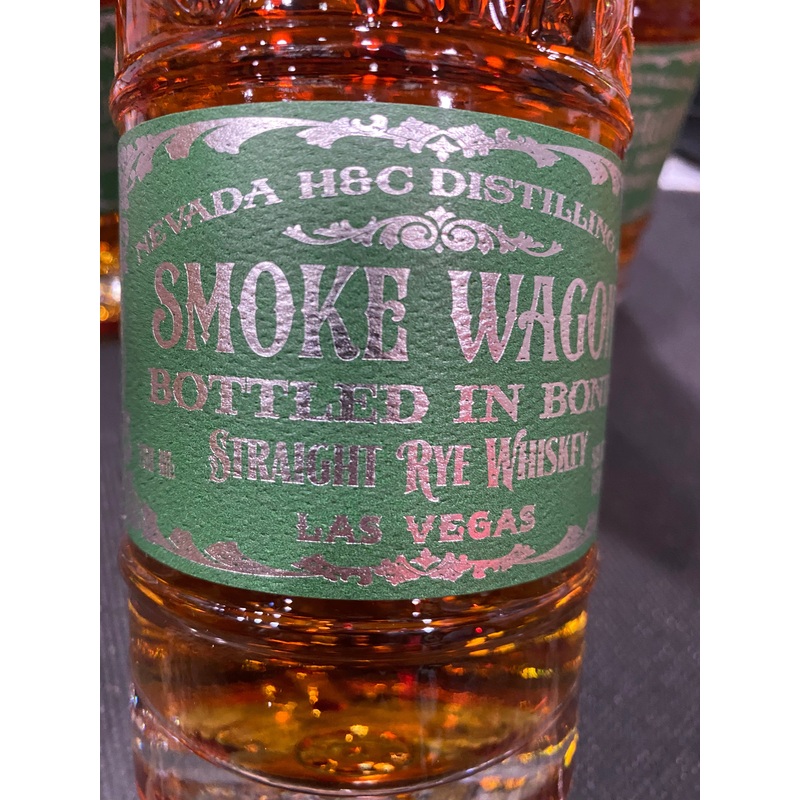 NEVADA H&C DISTILLING
SMOKE WAGON
BOTTLED IN BOND
STRAIGHT RYE WHISKEY
LAS VEGAS